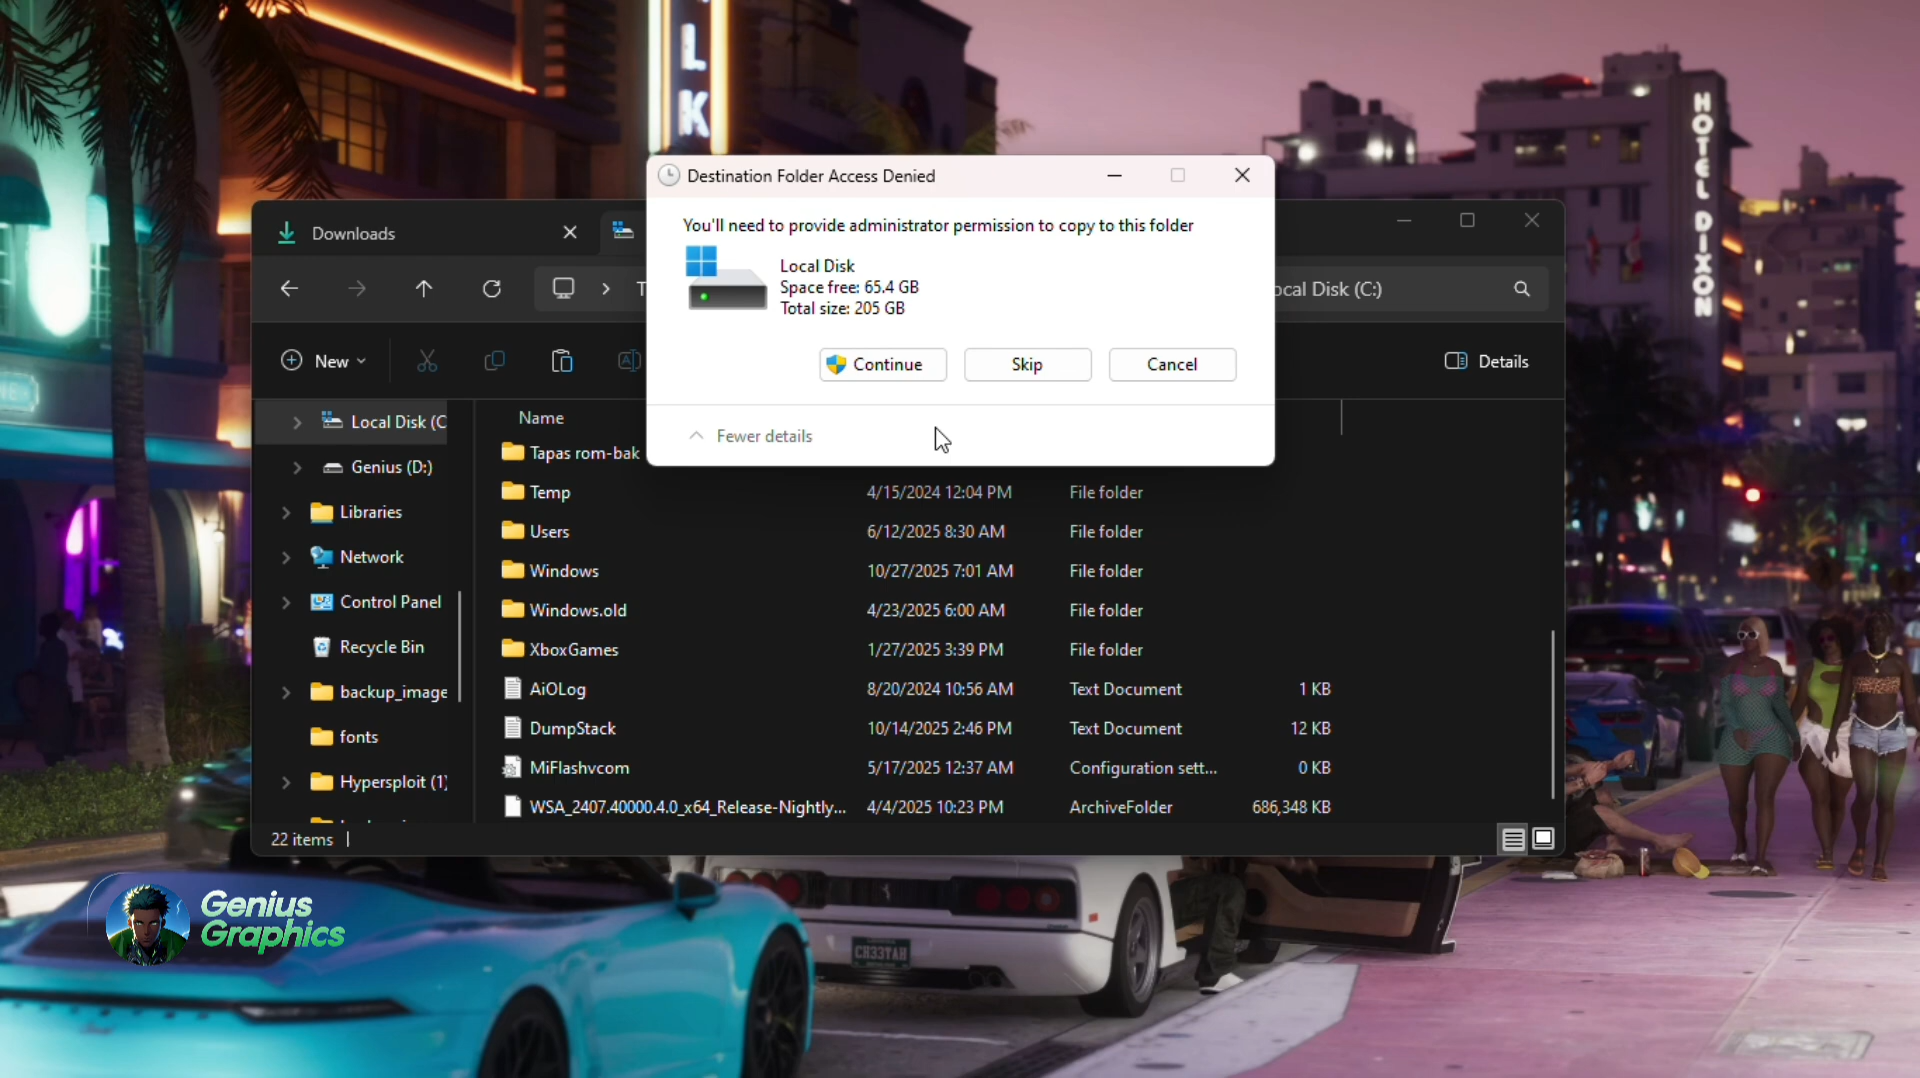 L
K
HOTEL DIXON
Destination Folder Access Denied
You'll need to provide administrator permission to copy to this folder
Local Disk
Space free: 65.4 GB
Total size: 205 GB
Continue
Skip
Cancel
Fewer details
Downloads
T
ocal Disk (C:)
New
Details
Local Disk (C
Genius (D:)
Libraries
Network
Control Panel
Recycle Bin
backup_image
fonts
Hypersploit (1)
Name
Tapas rom-bak
Temp 4/15/2024 12:04 PM File folder
Users 6/12/2025 8:30 AM File folder
Windows 10/27/2025 7:01 AM File folder
Windows.old 4/23/2025 6:00 AM File folder
XboxGames 1/27/2025 3:39 PM File folder
AiOLog 8/20/2024 10:56 AM Text Document 1 KB
DumpStack 10/14/2025 2:46 PM Text Document 12 KB
MiFlashvcom 5/17/2025 12:37 AM Configuration sett... 0 KB
WSA_2407.40000.4.0_x64_Release-Nightly... 4/4/2025 10:23 PM ArchiveFolder 686,348 KB
22 items
Genius
Graphics
CH33TAH